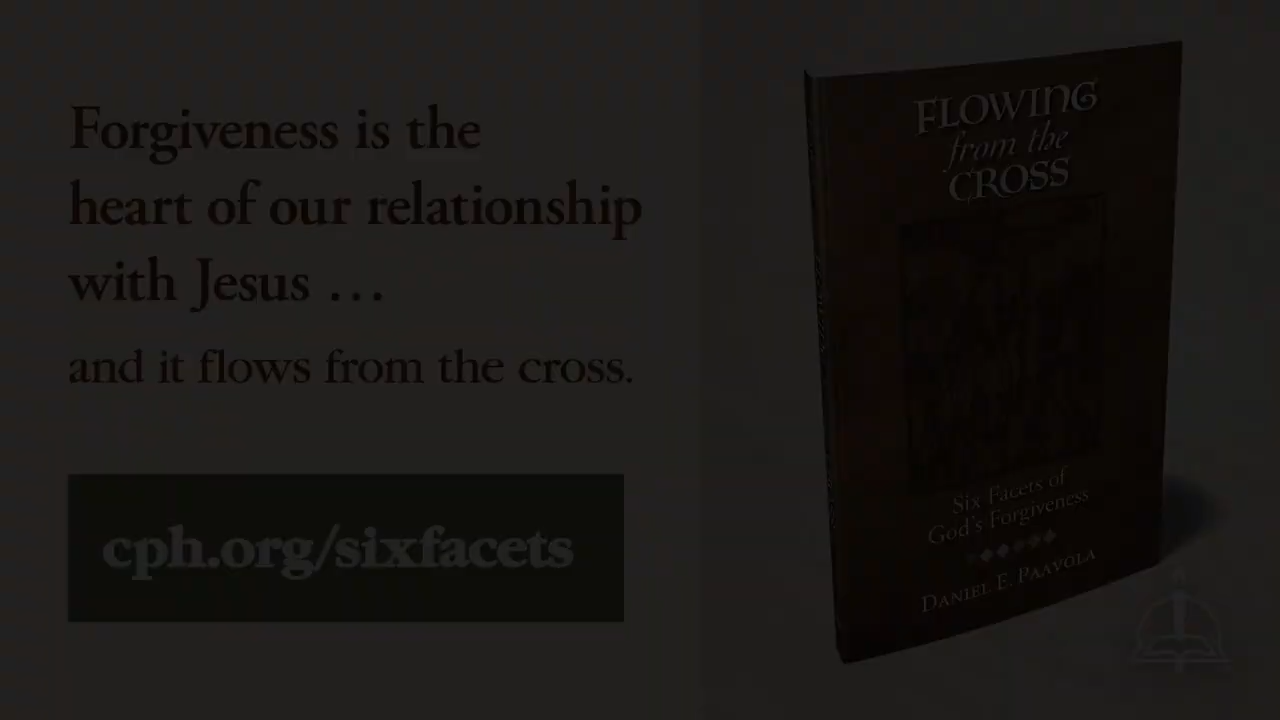 Forgiveness is the
heart of our relationship
with Jesus …
and it flows from the cross.
cph.org/sixfacets
FLOWING
from the
CROSS
Six Facets of
God's Forgiveness
DANIEL E. PAAVOLA